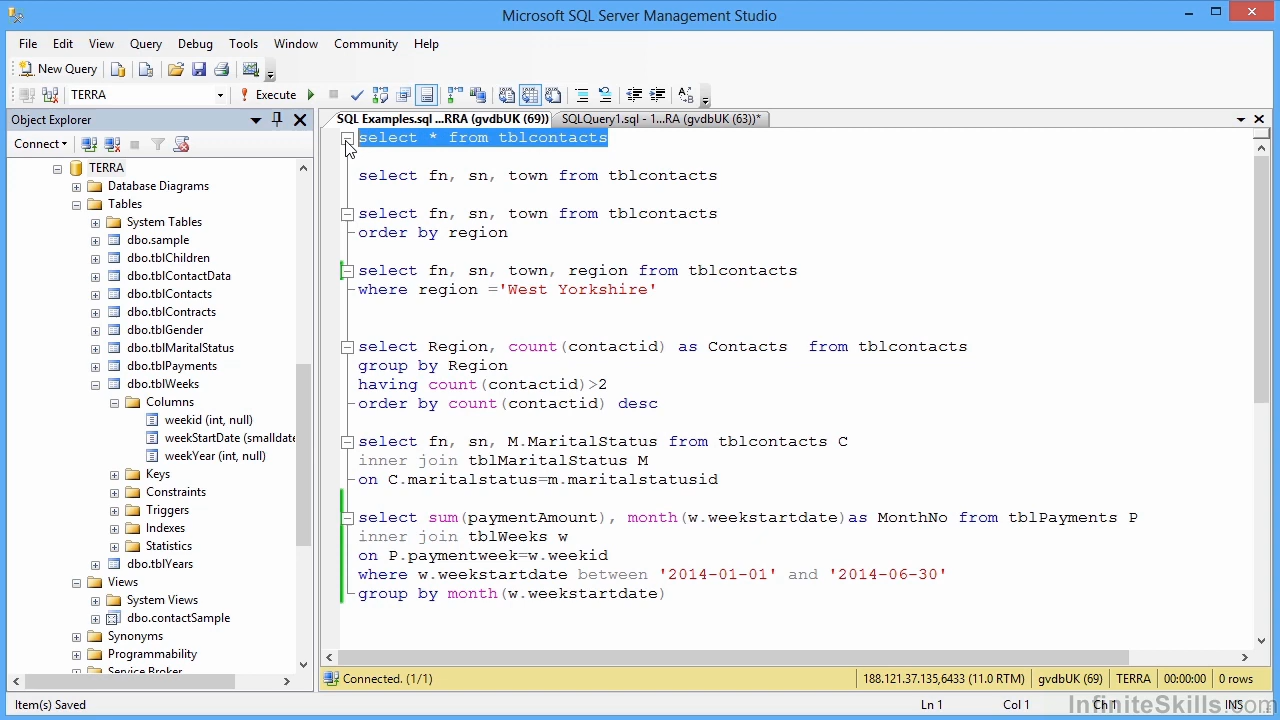 Microsoft SQL Server Management Studio
File Edit View Query Debug Tools Window Community Help
New Query
TERRA Execute
Object Explorer
Connect
TERRA
Database Diagrams
Tables
System Tables
dbo.sample
dbo.tblChildren
dbo.tblContactData
dbo.tblContacts
dbo.tblContracts
dbo.tblGender
dbo.tblMaritalStatus
dbo.tblPayments
dbo.tblWeeks
Columns
weekid (int, null)
weekStartDate (smalldate
weekYear (int, null)
Keys
Constraints
Triggers
Indexes
Statistics
dbo.tblYears
Views
System Views
dbo.contactSample
Synonyms
Programmability
Service Broker
SQL Examples.sql ...RRA (gvdbUK (69)) SQLQuery1.sql - 1...RA (gvdbUK (63))*
select * from tblcontacts
select fn, sn, town from tblcontacts
select fn, sn, town from tblcontacts
order by region
select fn, sn, town, region from tblcontacts
where region ='West Yorkshire'
select Region, count(contactid) as Contacts  from tblcontacts
group by Region
having count(contactid)>2
order by count(contactid) desc
select fn, sn, M.MaritalStatus from tblcontacts C
inner join tblMaritalStatus M
on C.maritalstatus=m.maritalstatusid
select sum(paymentAmount), month(w.weekstartdate)as MonthNo from tblPayments P
inner join tblWeeks w
on P.paymentweek=w.weekid
where w.weekstartdate between '2014-01-01' and '2014-06-30'
group by month(w.weekstartdate)
Connected. (1/1) 188.121.37.135,6433 (11.0 RTM) gvdbUK (69) TERRA 00:00:00 0 rows
Item(s) Saved Ln 1 Col 1 Ch 1 INS
InfiniteSkills.com